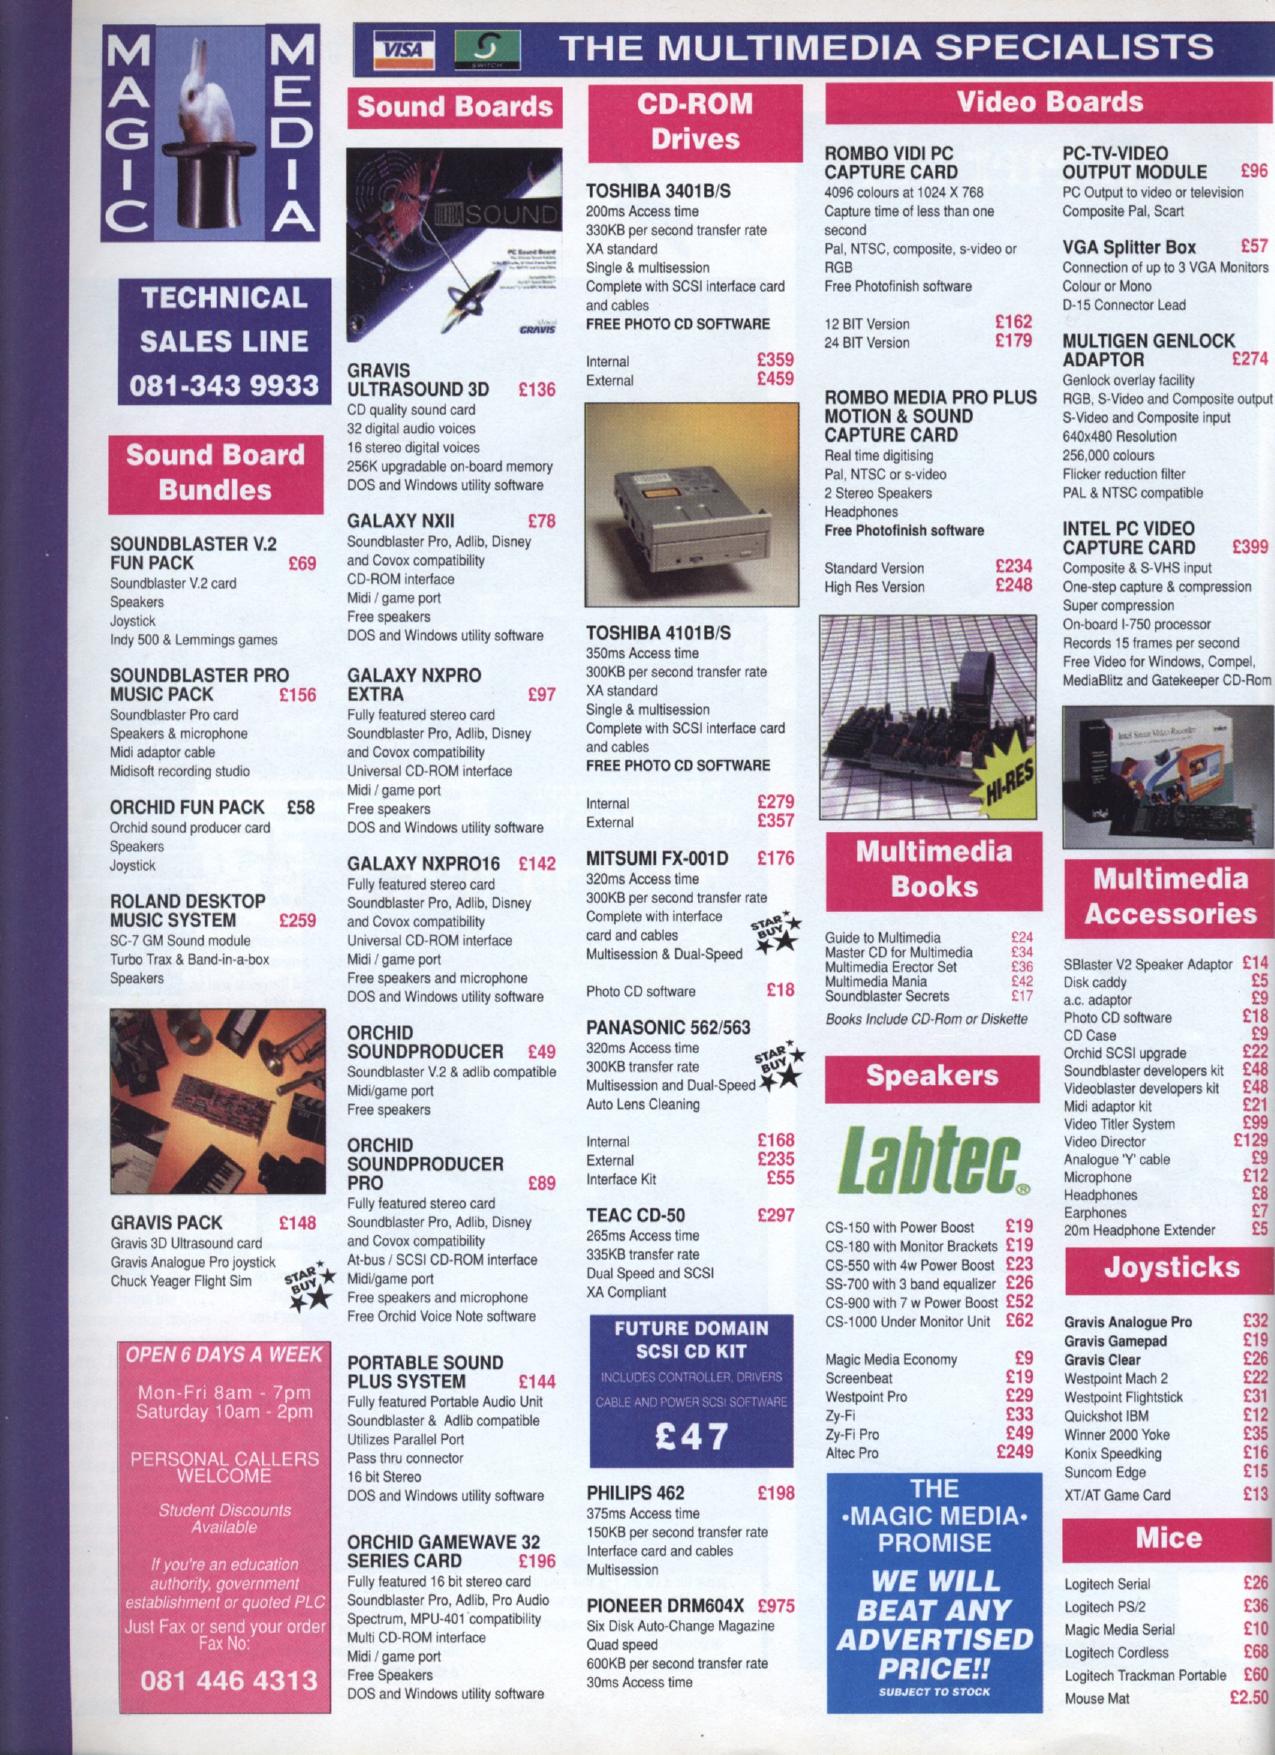 MAGIC
MEDIA
VISA
SWITCH
THE MULTIMEDIA SPECIALISTS
TECHNICAL
SALES LINE
081-343 9933
Sound Board
Bundles
SOUNDBLASTER V.2
FUN PACK £69
Soundblaster V.2 card
Speakers
Joystick
Indy 500 & Lemmings games
SOUNDBLASTER PRO
MUSIC PACK £156
Soundblaster Pro card
Speakers & microphone
Midi adaptor cable
Midisoft recording studio
ORCHID FUN PACK £58
Orchid sound producer card
Speakers
Joystick
ROLAND DESKTOP
MUSIC SYSTEM £259
SC-7 GM Sound module
Turbo Trax & Band-in-a-box
Speakers
GRAVIS PACK £148
Gravis 3D Ultrasound card
Gravis Analogue Pro joystick
Chuck Yeager Flight Sim
STAR
BUY
OPEN 6 DAYS A WEEK
Mon-Fri 8am - 7pm
Saturday 10am - 2pm
PERSONAL CALLERS
WELCOME
Student Discounts
Available
If you're an education
authority, government
establishment or quoted PLC
Just Fax or send your order
Fax No:
081 446 4313
Sound Boards
ULTRASOUND
PC Sound Board
GRAVIS
GRAVIS
ULTRASOUND 3D £136
CD quality sound card
32 digital audio voices
16 stereo digital voices
256K upgradable on-board memory
DOS and Windows utility software
GALAXY NXII £78
Soundblaster Pro, Adlib, Disney
and Covox compatibility
CD-ROM interface
Midi / game port
Free speakers
DOS and Windows utility software
GALAXY NXPRO
EXTRA £97
Fully featured stereo card
Soundblaster Pro, Adlib, Disney
and Covox compatibility
Universal CD-ROM interface
Midi / game port
Free speakers
DOS and Windows utility software
GALAXY NXPRO16 £142
Fully featured stereo card
Soundblaster Pro, Adlib, Disney
and Covox compatibility
Universal CD-ROM interface
Midi / game port
Free speakers and microphone
DOS and Windows utility software
ORCHID
SOUNDPRODUCER £49
Soundblaster V.2 & adlib compatible
Midi/game port
Free speakers
ORCHID
SOUNDPRODUCER
PRO £89
Fully featured stereo card
Soundblaster Pro, Adlib, Disney
and Covox compatibility
At-bus / SCSI CD-ROM interface
Midi/game port
Free speakers and microphone
Free Orchid Voice Note software
PORTABLE SOUND
PLUS SYSTEM £144
Fully featured Portable Audio Unit
Soundblaster & Adlib compatible
Utilizes Parallel Port
Pass thru connector
16 bit Stereo
DOS and Windows utility software
ORCHID GAMEWAVE 32
SERIES CARD £196
Fully featured 16 bit stereo card
Soundblaster Pro, Adlib, Pro Audio
Spectrum, MPU-401 compatibility
Multi CD-ROM interface
Midi / game port
Free Speakers
DOS and Windows utility software
CD-ROM
Drives
TOSHIBA 3401B/S
200ms Access time
330KB per second transfer rate
XA standard
Single & multisession
Complete with SCSI interface card
and cables
FREE PHOTO CD SOFTWARE
Internal £359
External £459
TOSHIBA 4101B/S
350ms Access time
300KB per second transfer rate
XA standard
Single & multisession
Complete with SCSI interface card
and cables
FREE PHOTO CD SOFTWARE
Internal £279
External £357
MITSUMI FX-001D £176
320ms Access time
300KB per second transfer rate
Complete with interface
card and cables
Multisession & Dual-Speed
STAR
BUY
Photo CD software £18
PANASONIC 562/563
320ms Access time
300KB transfer rate
Multisession and Dual-Speed
Auto Lens Cleaning
STAR
BUY
Internal £168
External £235
Interface Kit £55
TEAC CD-50 £297
265ms Access time
335KB transfer rate
Dual Speed and SCSI
XA Compliant
FUTURE DOMAIN
SCSI CD KIT
INCLUDES CONTROLLER, DRIVERS
CABLE AND POWER SCSI SOFTWARE
£47
PHILIPS 462 £198
375ms Access time
150KB per second transfer rate
Interface card and cables
Multisession
PIONEER DRM604X £975
Six Disk Auto-Change Magazine
Quad speed
600KB per second transfer rate
30ms Access time
Video Boards
ROMBO VIDI PC
CAPTURE CARD
4096 colours at 1024 X 768
Capture time of less than one
second
Pal, NTSC, composite, s-video or
RGB
Free Photofinish software
12 BIT Version £162
24 BIT Version £179
ROMBO MEDIA PRO PLUS
MOTION & SOUND
CAPTURE CARD
Real time digitising
Pal, NTSC or s-video
2 Stereo Speakers
Headphones
Free Photofinish software
Standard Version £234
High Res Version £248
HI-RES
Multimedia
Books
Guide to Multimedia £24
Master CD for Multimedia £34
Multimedia Erector Set £36
Multimedia Mania £42
Soundblaster Secrets £17
Books Include CD-Rom or Diskette
Speakers
Labtec®
CS-150 with Power Boost £19
CS-180 with Monitor Brackets £19
CS-550 with 4w Power Boost £23
SS-700 with 3 band equalizer £26
CS-900 with 7 w Power Boost £52
CS-1000 Under Monitor Unit £62
Magic Media Economy £9
Screenbeat £19
Westpoint Pro £29
Zy-Fi £33
Zy-Fi Pro £49
Altec Pro £249
THE
•MAGIC MEDIA•
PROMISE
WE WILL
BEAT ANY
ADVERTISED
PRICE!!
SUBJECT TO STOCK
PC-TV-VIDEO
OUTPUT MODULE £96
PC Output to video or television
Composite Pal, Scart
VGA Splitter Box £57
Connection of up to 3 VGA Monitors
Colour or Mono
D-15 Connector Lead
MULTIGEN GENLOCK
ADAPTOR £274
Genlock overlay facility
RGB, S-Video and Composite output
S-Video and Composite input
640x480 Resolution
256,000 colours
Flicker reduction filter
PAL & NTSC compatible
INTEL PC VIDEO
CAPTURE CARD £399
Composite & S-VHS input
One-step capture & compression
Super compression
On-board I-750 processor
Records 15 frames per second
Free Video for Windows, Compel,
MediaBlitz and Gatekeeper CD-Rom
Intel Smart Video Recorder
intel
Multimedia
Accessories
SBlaster V2 Speaker Adaptor £14
Disk caddy £5
a.c. adaptor £9
Photo CD software £18
CD Case £9
Orchid SCSI upgrade £22
Soundblaster developers kit £48
Videoblaster developers kit £48
Midi adaptor kit £21
Video Titler System £99
Video Director £129
Analogue 'Y' cable £9
Microphone £12
Headphones £8
Earphones £7
20m Headphone Extender £5
Joysticks
Gravis Analogue Pro £32
Gravis Gamepad £19
Gravis Clear £26
Westpoint Mach 2 £22
Westpoint Flightstick £31
Quickshot IBM £12
Winner 2000 Yoke £35
Konix Speedking £16
Suncom Edge £15
XT/AT Game Card £13
Mice
Logitech Serial £26
Logitech PS/2 £36
Magic Media Serial £10
Logitech Cordless £68
Logitech Trackman Portable £60
Mouse Mat £2.50